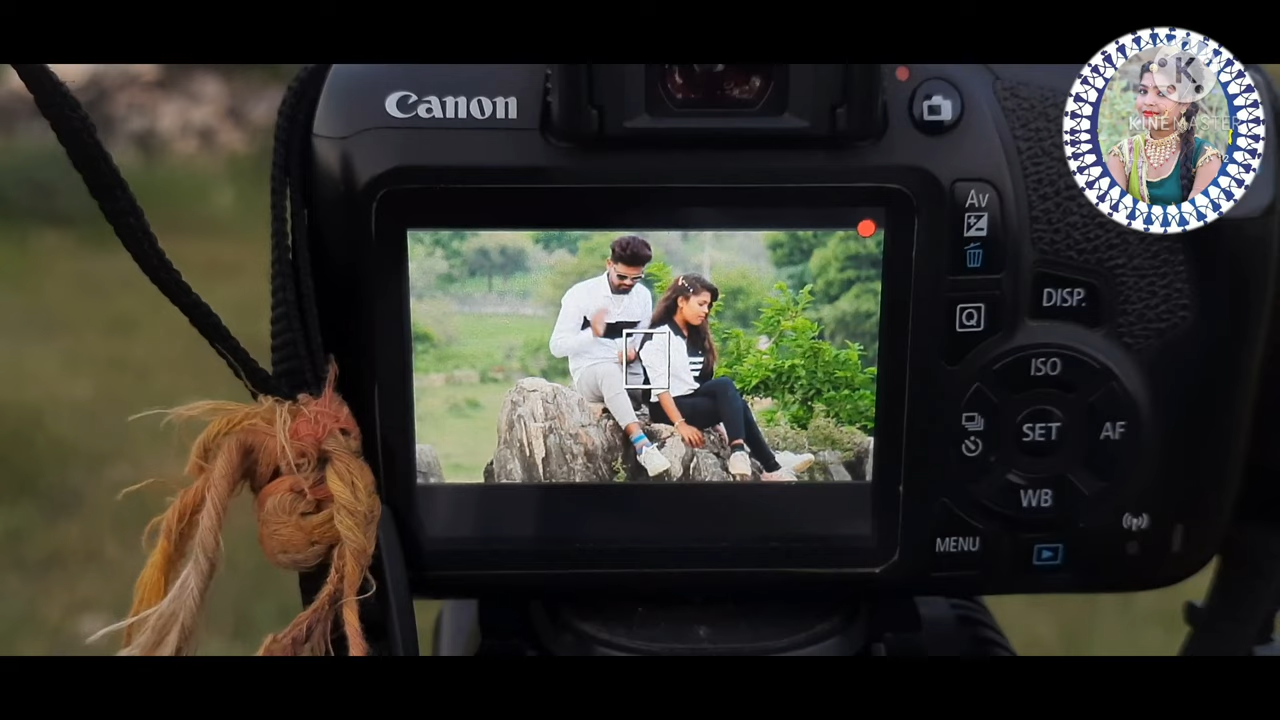 Canon
K
KINEMASTER
Av
DISP.
Q
ISO
SET
AF
WB
MENU